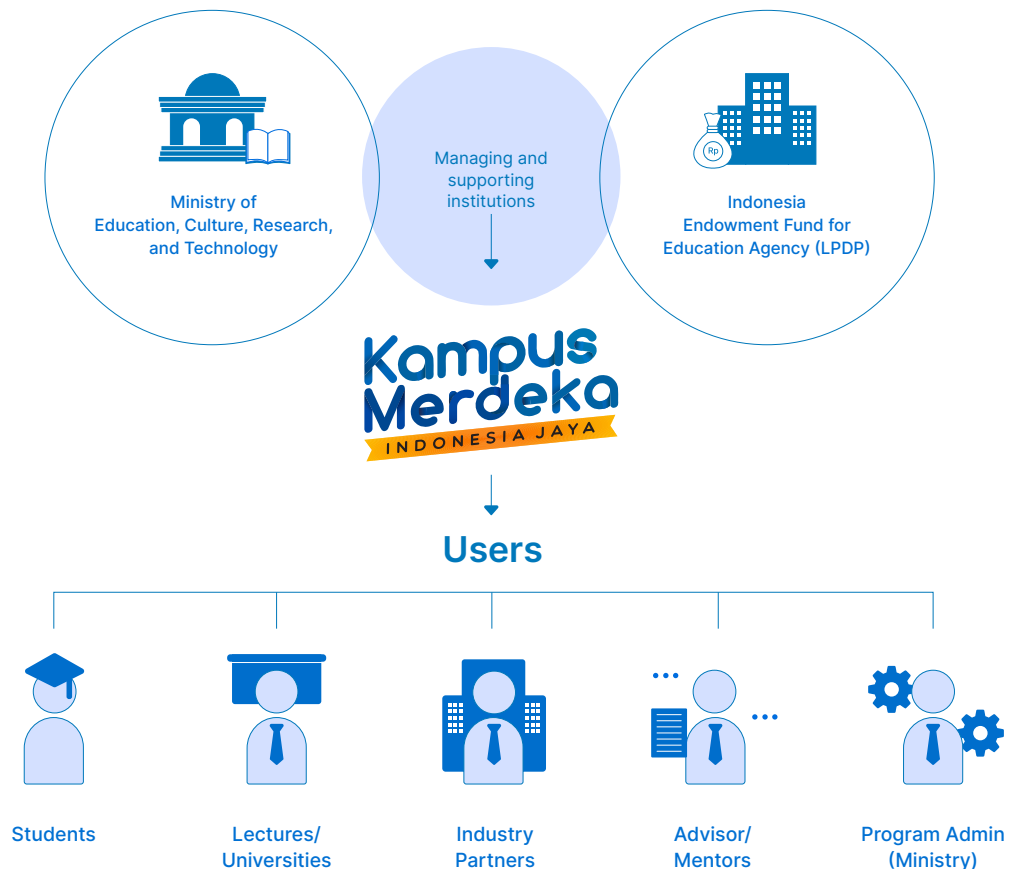 Ministry of
Education, Culture, Research,
and Technology
Managing and
supporting
institutions
Rp
Indonesia
Endowment Fund for
Education Agency (LPDP)
Kampus
Merdeka
INDONESIA JAYA
Users
Students
Lectures/
Universities
Industry
Partners
Advisor/
Mentors
Program Admin
(Ministry)